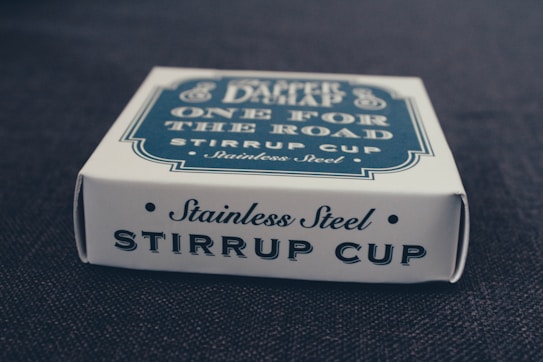 The
DAPPER
CHAP
ONE FOR
THE ROAD
STIRRUP CUP
• Stainless Steel •
• Stainless Steel •
STIRRUP CUP